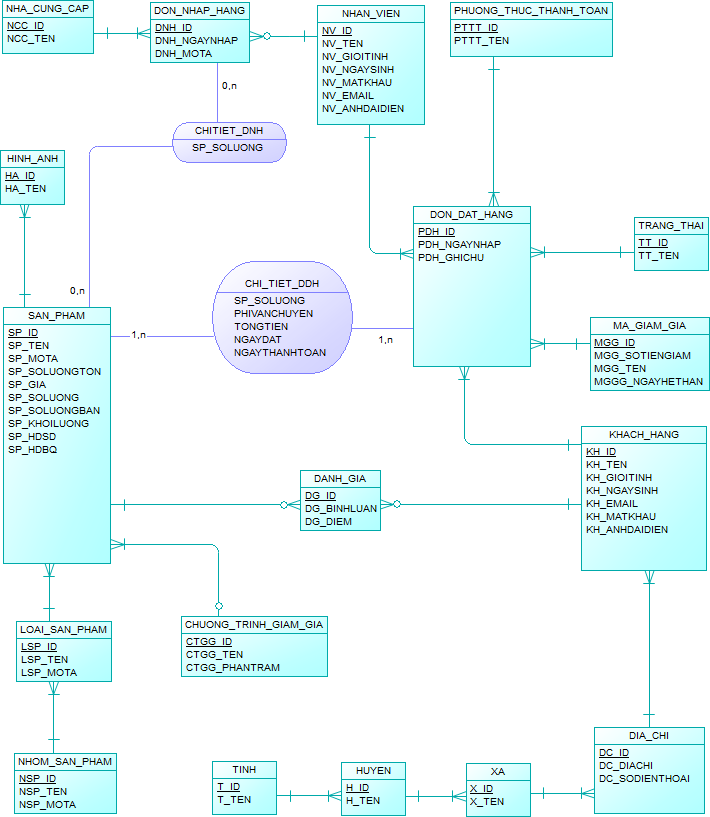 NHA_CUNG_CAP
NCC_ID
NCC_TEN
DON_NHAP_HANG
DNH_ID
DNH_NGAYNHAP
DNH_MOTA
NHAN_VIEN
NV_ID
NV_TEN
NV_GIOITINH
NV_NGAYSINH
NV_MATKHAU
NV_EMAIL
NV_ANHDAIDIEN
PHUONG_THUC_THANH_TOAN
PTTT_ID
PTTT_TEN
0,n
CHITIET_DNH
SP_SOLUONG
HINH_ANH
HA_ID
HA_TEN
DON_DAT_HANG
PDH_ID
PDH_NGAYNHAP
PDH_GHICHU
TRANG_THAI
TT_ID
TT_TEN
0,n
CHI_TIET_DDH
SP_SOLUONG
PHIVANCHUYEN
TONGTIEN
NGAYDAT
NGAYTHANHTOAN
1,n
1,n
SAN_PHAM
SP_ID
SP_TEN
SP_MOTA
SP_SOLUONGTON
SP_GIA
SP_SOLUONG
SP_SOLUONGBAN
SP_KHOILUONG
SP_HDSD
SP_HDBQ
MA_GIAM_GIA
MGG_ID
MGG_SOTIENGIAM
MGG_TEN
MGGG_NGAYHETHAN
KHACH_HANG
KH_ID
KH_TEN
KH_GIOITINH
KH_NGAYSINH
KH_EMAIL
KH_MATKHAU
KH_ANHDAIDIEN
DANH_GIA
DG_ID
DG_BINHLUAN
DG_DIEM
CHUONG_TRINH_GIAM_GIA
CTGG_ID
CTGG_TEN
CTGG_PHANTRAM
LOAI_SAN_PHAM
LSP_ID
LSP_TEN
LSP_MOTA
NHOM_SAN_PHAM
NSP_ID
NSP_TEN
NSP_MOTA
TINH
T_ID
T_TEN
HUYEN
H_ID
H_TEN
XA
X_ID
X_TEN
DIA_CHI
DC_ID
DC_DIACHI
DC_SODIENTHOAI